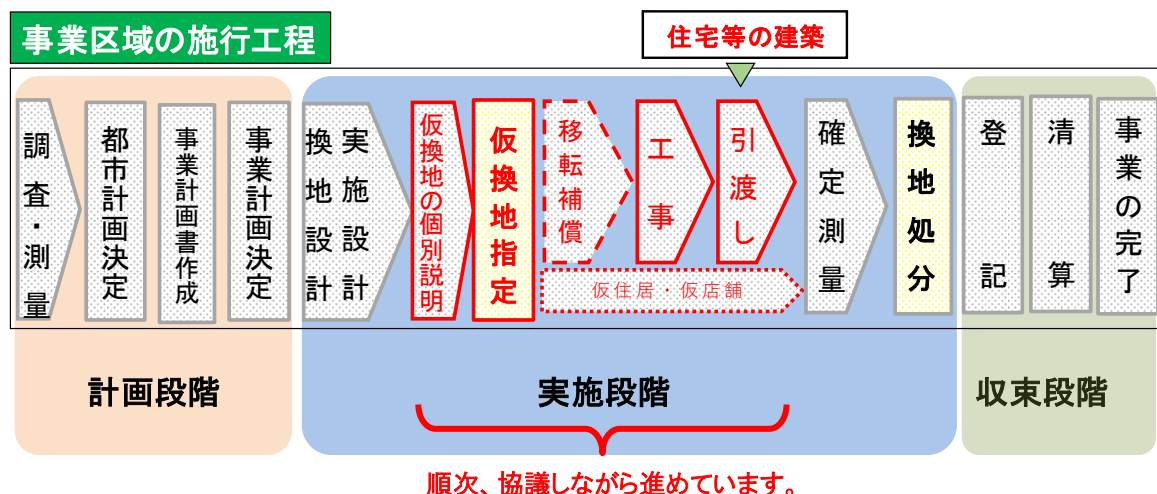 事業区域の施行工程
住宅等の建築
調査・測量
都市計画決定
事業計画書作成
事業計画決定
換地設計
実施設計
仮換地の個別説明
仮換地指定
移転補償
工事
引渡し
仮住居・仮店舗
確定測量
換地処分
登記
清算
事業の完了
計画段階
実施段階
収束段階
順次、協議しながら進めています。